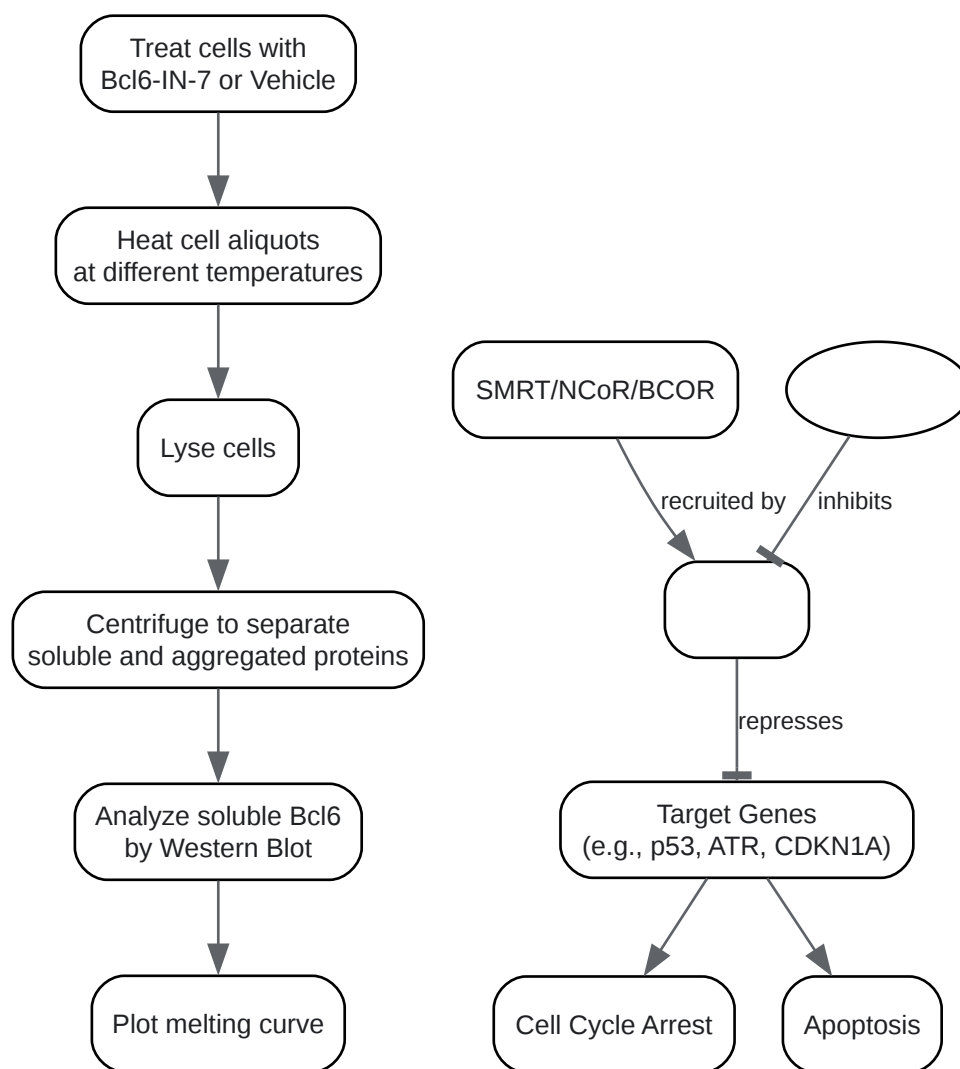 Treat cells with
Bcl6-IN-7 or Vehicle
Heat cell aliquots
at different temperatures
Lyse cells
Centrifuge to separate
soluble and aggregated proteins
Analyze soluble Bcl6
by Western Blot
Plot melting curve
SMRT/NCoR/BCOR
recruited by
inhibits
represses
Target Genes
(e.g., p53, ATR, CDKN1A)
Cell Cycle Arrest
Apoptosis